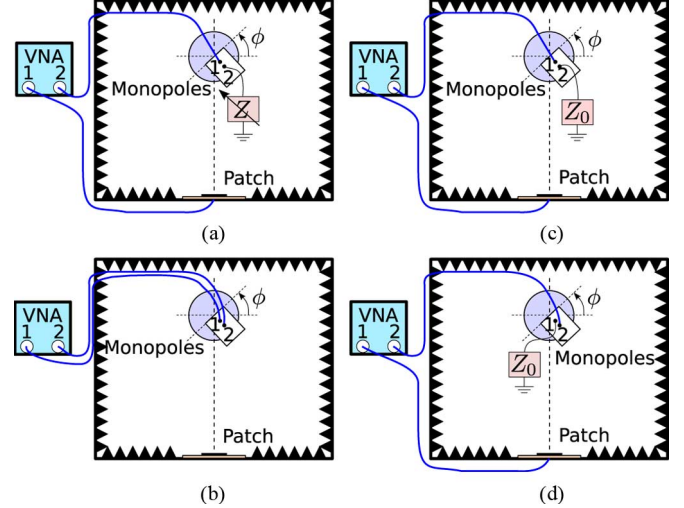 VNA
1 2
1
2
ϕ
Monopoles
Z
Patch
(a)
VNA
1 2
1
2
ϕ
Monopoles
Z0
Patch
(c)
VNA
1 2
1
2
ϕ
Monopoles
Patch
(b)
VNA
1 2
1
2
ϕ
Z0
Monopoles
Patch
(d)